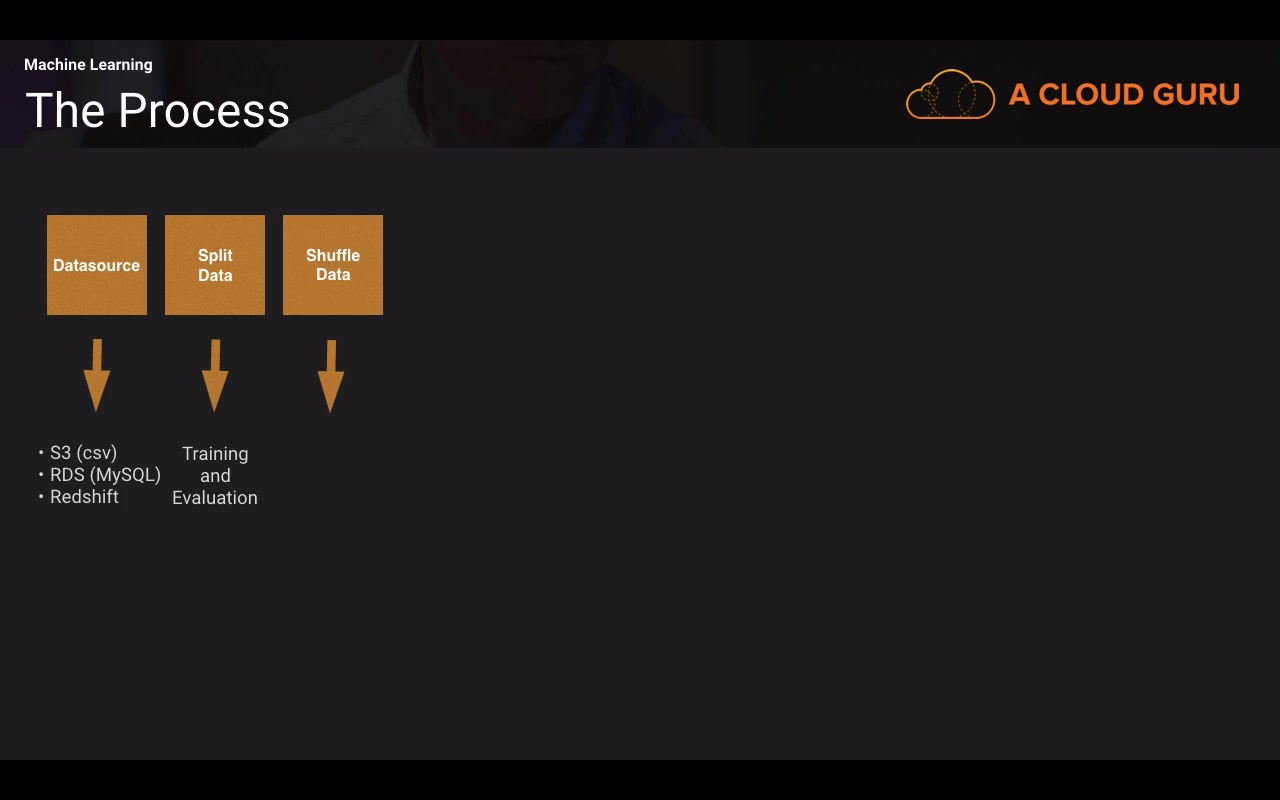 Machine Learning
The Process
A CLOUD GURU
Datasource
Split
Data
Shuffle
Data
• S3 (csv)
• RDS (MySQL)
• Redshift
Training
and
Evaluation